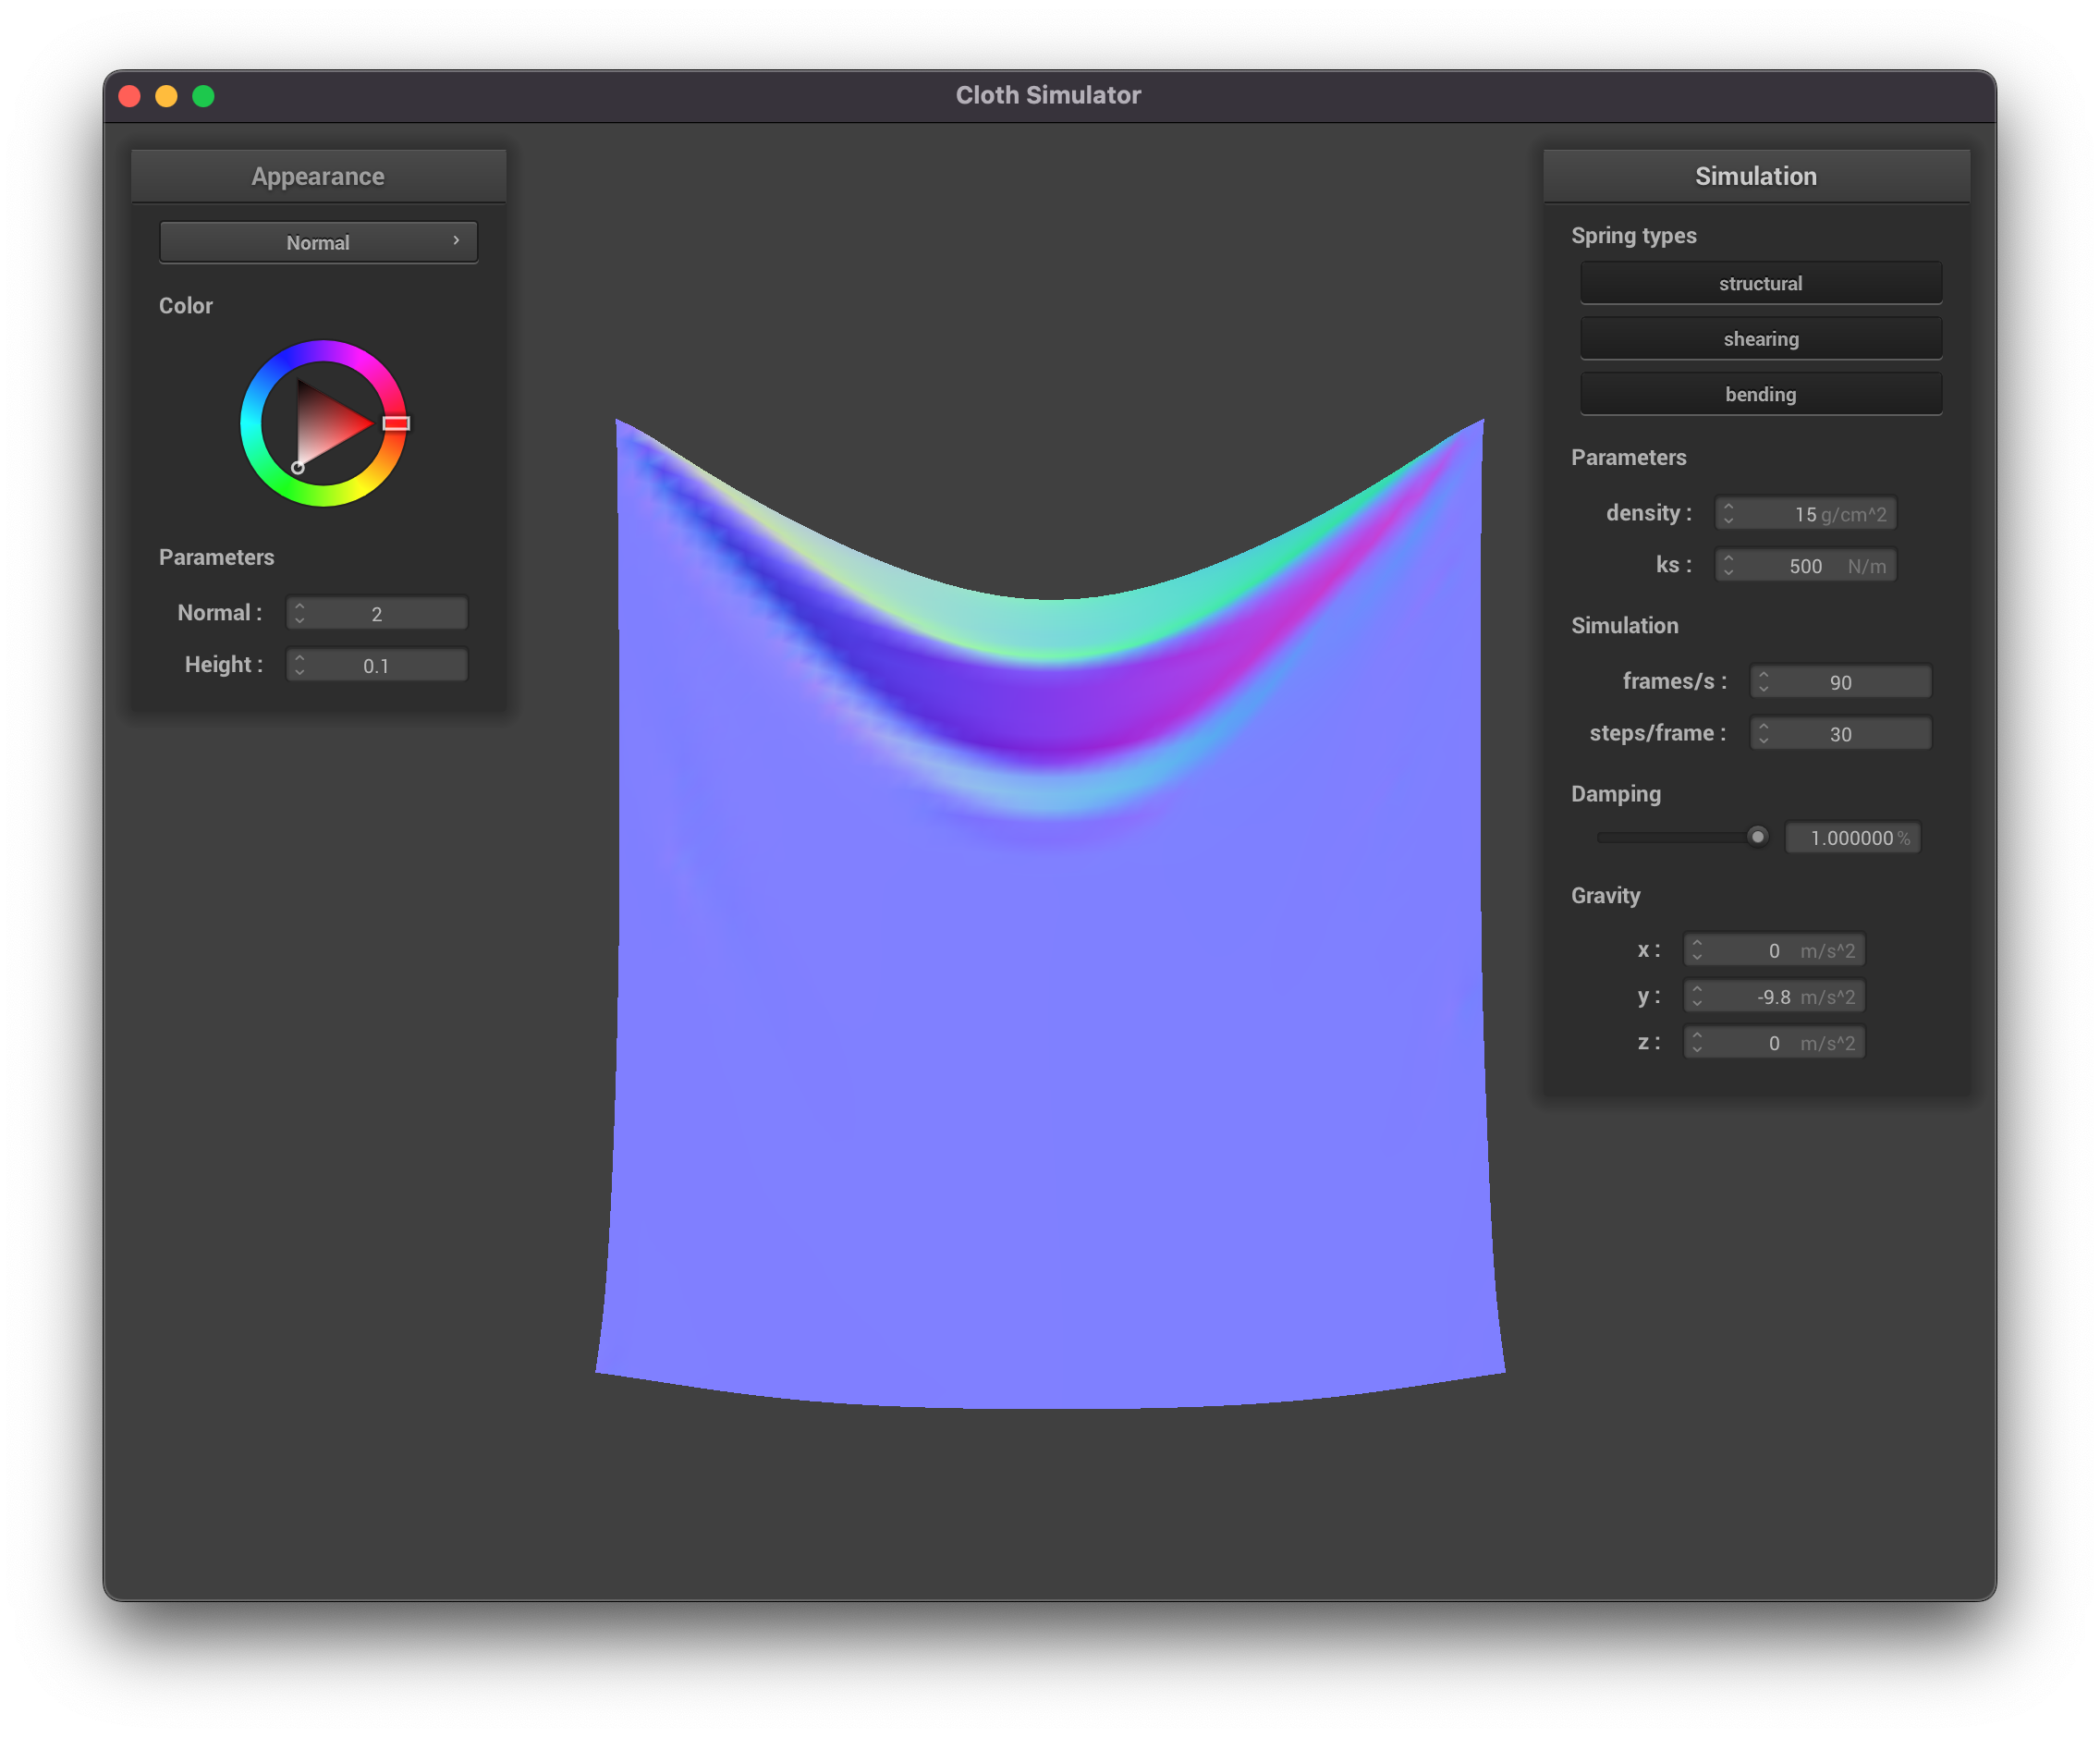 Cloth Simulator
Appearance
Normal
Color
Parameters
Normal : 2
Height : 0.1
Simulation
Spring types
structural
shearing
bending
Parameters
density : 15 g/cm^2
ks : 500 N/m
Simulation
frames/s : 90
steps/frame : 30
Damping
1.000000 %
Gravity
x : 0 m/s^2
y : -9.8 m/s^2
z : 0 m/s^2